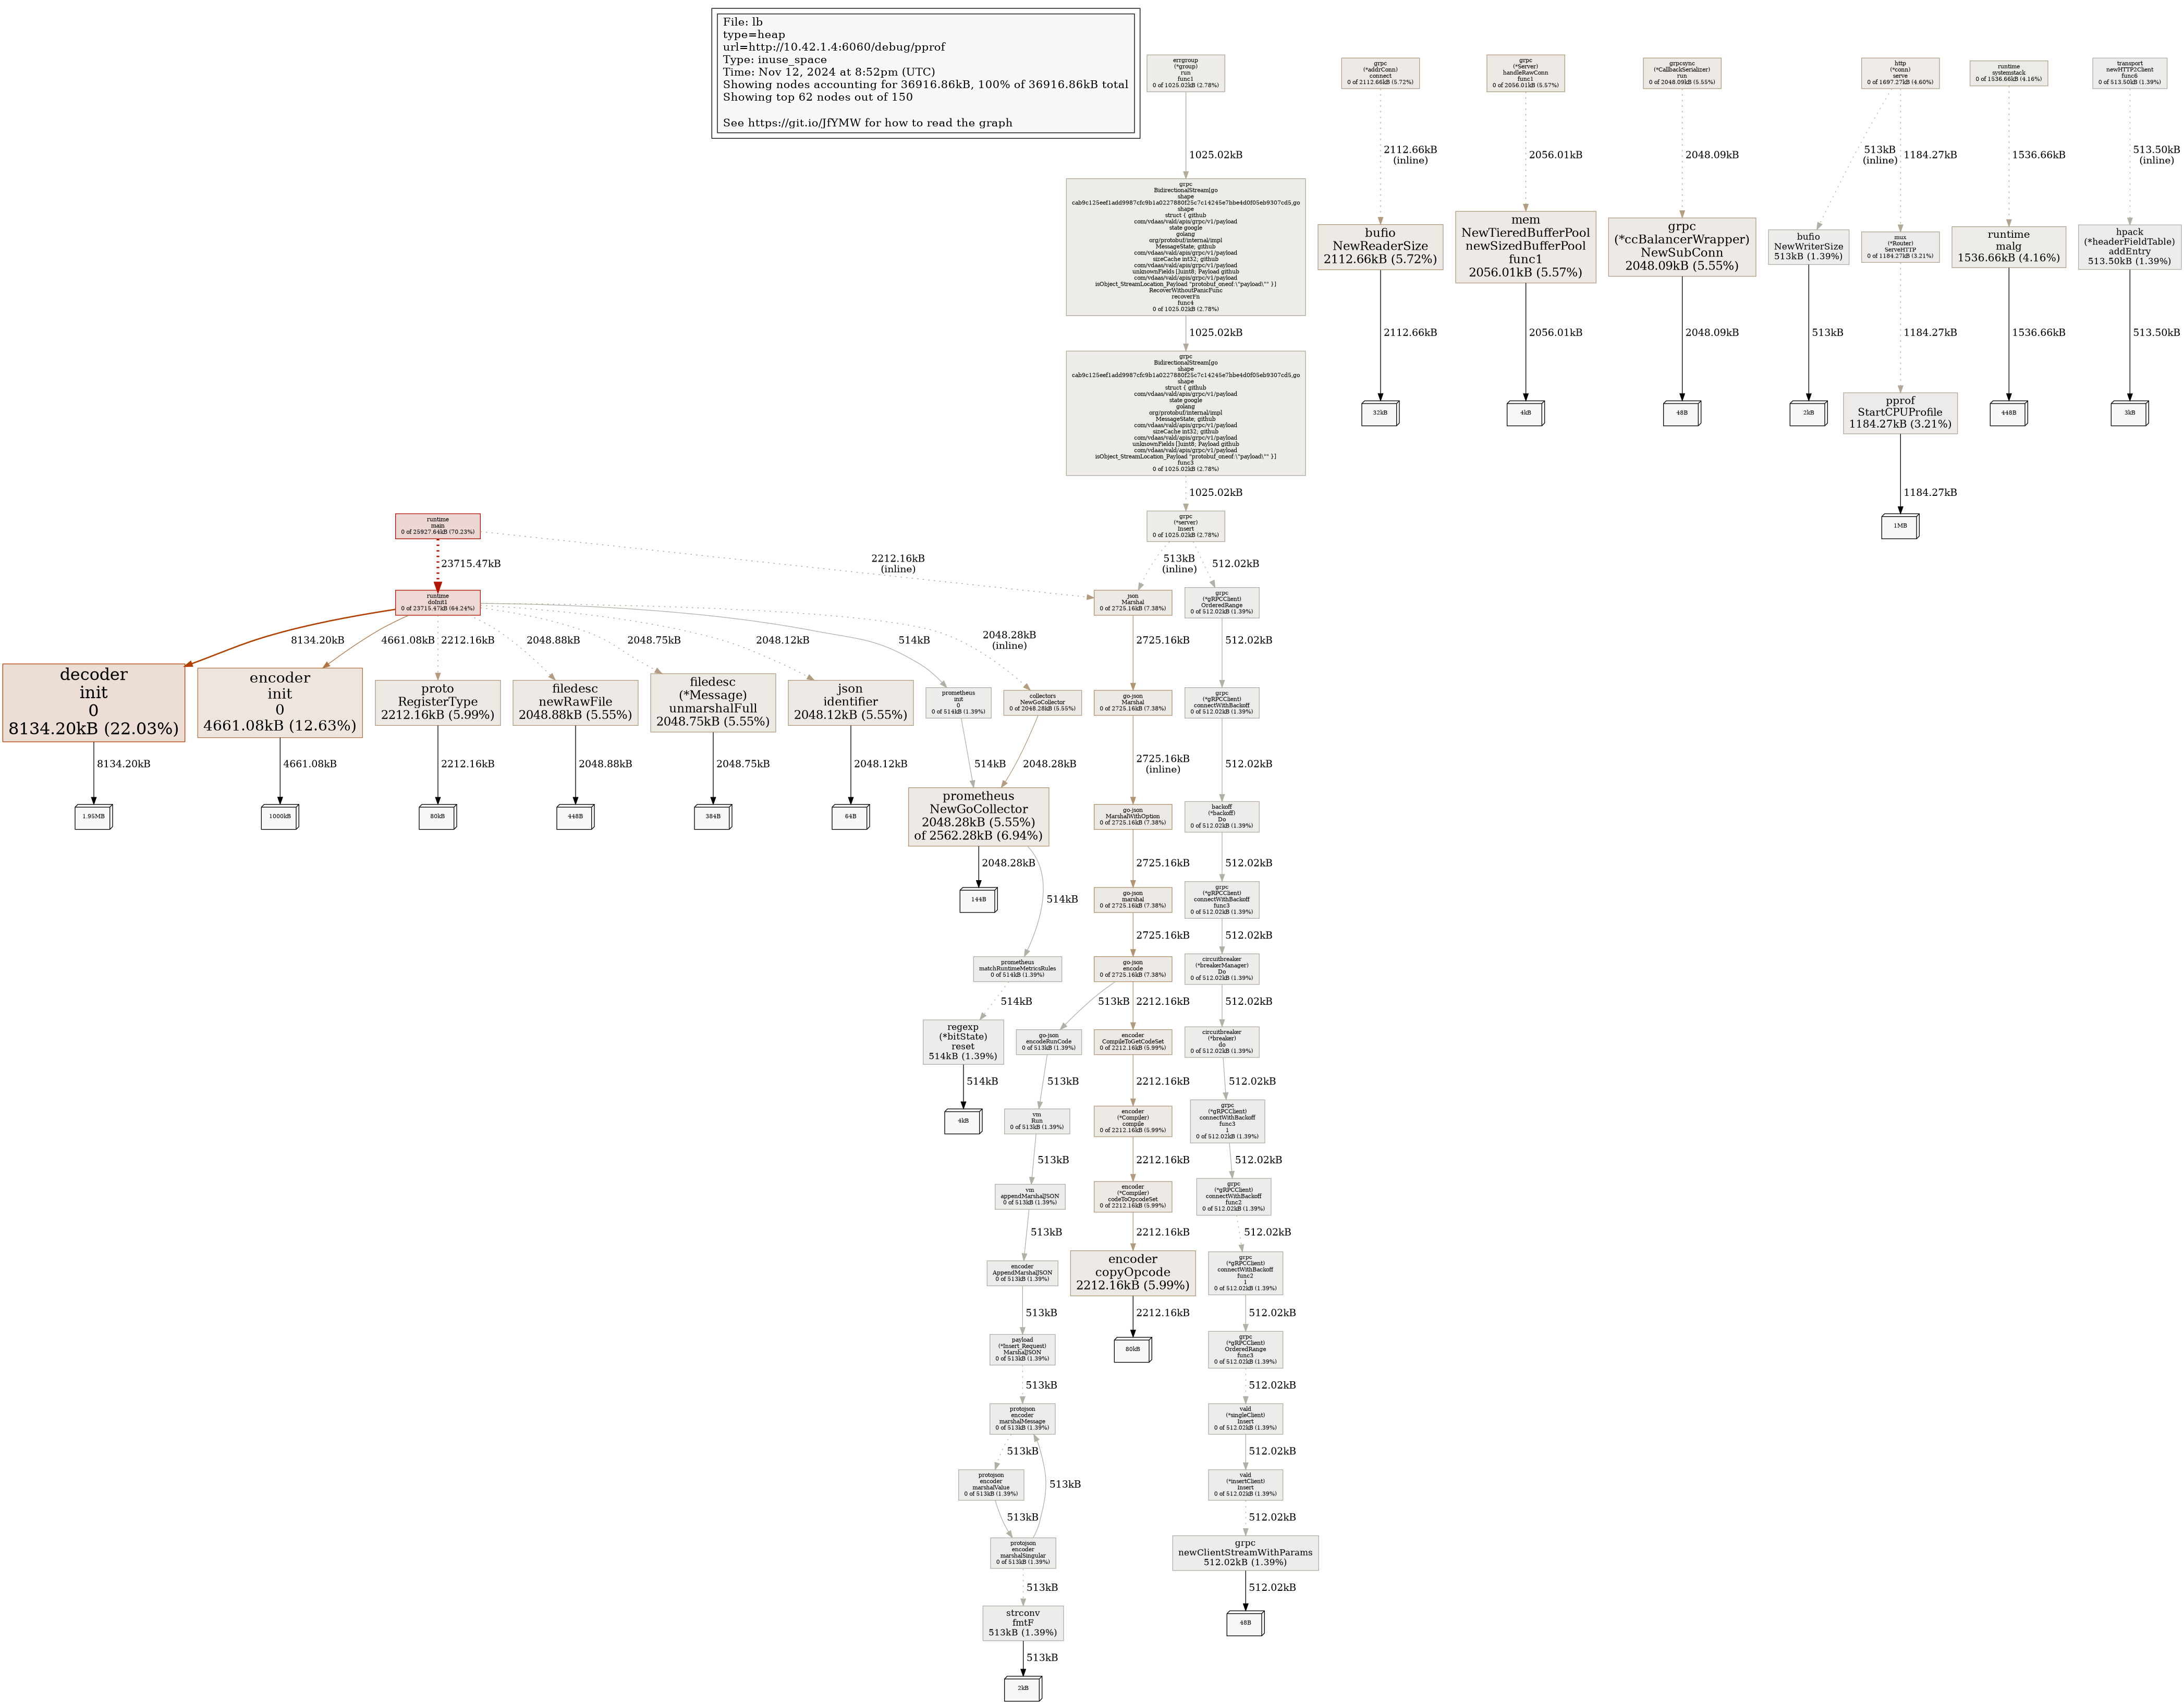 File: lb
type=heap
url=http://10.42.1.4:6060/debug/pprof
Type: inuse_space
Time: Nov 12, 2024 at 8:52pm (UTC)
Showing nodes accounting for 36916.86kB, 100% of 36916.86kB total
Showing top 62 nodes out of 150
See https://git.io/JfYMW for how to read the graph
errgroup
(*group)
run
func1
0 of 1025.02kB (2.78%)
grpc
(*addrConn)
connect
0 of 2112.66kB (5.72%)
grpc
(*Server)
handleRawConn
func1
0 of 2056.01kB (5.57%)
grpcsync
(*CallbackSerializer)
run
0 of 2048.09kB (5.55%)
http
(*conn)
serve
0 of 1697.27kB (4.60%)
runtime
systemstack
0 of 1536.66kB (4.16%)
transport
newHTTP2Client
func6
0 of 513.50kB (1.39%)
1025.02kB
2112.66kB
(inline)
2056.01kB
2048.09kB
513kB
(inline)
1184.27kB
1536.66kB
513.50kB
(inline)
grpc
BidirectionalStream[go
shape
cab9c125eef1add9987cfc9b1a0227880f25c7c14245e7bbe4d0f05eb9307cd5,go
shape
struct { github
com/vdaas/vald/apis/grpc/v1/payload
state google
golang
org/protobuf/internal/impl
MessageState; github
com/vdaas/vald/apis/grpc/v1/payload
sizeCache int32; github
com/vdaas/vald/apis/grpc/v1/payload
unknownFields []uint8; Payload github
com/vdaas/vald/apis/grpc/v1/payload
isObject_StreamLocation_Payload "protobuf_oneof:\"payload\"" }]
RecoverWithoutPanicFunc
recoverFn
func4
0 of 1025.02kB (2.78%)
bufio
NewReaderSize
2112.66kB (5.72%)
mem
NewTieredBufferPool
newSizedBufferPool
func1
2056.01kB (5.57%)
grpc
(*ccBalancerWrapper)
NewSubConn
2048.09kB (5.55%)
bufio
NewWriterSize
513kB (1.39%)
mux
(*Router)
ServeHTTP
0 of 1184.27kB (3.21%)
runtime
malg
1536.66kB (4.16%)
hpack
(*headerFieldTable)
addEntry
513.50kB (1.39%)
1025.02kB
2112.66kB
2056.01kB
2048.09kB
513kB
1184.27kB
1536.66kB
513.50kB
grpc
BidirectionalStream[go
shape
cab9c125eef1add9987cfc9b1a0227880f25c7c14245e7bbe4d0f05eb9307cd5,go
shape
struct { github
com/vdaas/vald/apis/grpc/v1/payload
state google
golang
org/protobuf/internal/impl
MessageState; github
com/vdaas/vald/apis/grpc/v1/payload
sizeCache int32; github
com/vdaas/vald/apis/grpc/v1/payload
unknownFields []uint8; Payload github
com/vdaas/vald/apis/grpc/v1/payload
isObject_StreamLocation_Payload "protobuf_oneof:\"payload\"" }]
func3
0 of 1025.02kB (2.78%)
32kB
4kB
48B
2kB
pprof
StartCPUProfile
1184.27kB (3.21%)
448B
3kB
1025.02kB
1184.27kB
1MB
runtime
main
0 of 25927.64kB (70.23%)
grpc
(*server)
Insert
0 of 1025.02kB (2.78%)
23715.47kB
2212.16kB
(inline)
513kB
(inline)
512.02kB
runtime
doInit1
0 of 23715.47kB (64.24%)
json
Marshal
0 of 2725.16kB (7.38%)
grpc
(*gRPCClient)
OrderedRange
0 of 512.02kB (1.39%)
8134.20kB
4661.08kB
2212.16kB
2048.88kB
2048.75kB
2048.12kB
514kB
2048.28kB
(inline)
2725.16kB
512.02kB
decoder
init
0
8134.20kB (22.03%)
encoder
init
0
4661.08kB (12.63%)
proto
RegisterType
2212.16kB (5.99%)
filedesc
newRawFile
2048.88kB (5.55%)
filedesc
(*Message)
unmarshalFull
2048.75kB (5.55%)
json
identifier
2048.12kB (5.55%)
prometheus
init
0
0 of 514kB (1.39%)
collectors
NewGoCollector
0 of 2048.28kB (5.55%)
go-json
Marshal
0 of 2725.16kB (7.38%)
grpc
(*gRPCClient)
connectWithBackoff
0 of 512.02kB (1.39%)
8134.20kB
4661.08kB
2212.16kB
2048.88kB
2048.75kB
2048.12kB
514kB
2048.28kB
2725.16kB
(inline)
512.02kB
1.95MB
1000kB
80kB
448B
384B
64B
prometheus
NewGoCollector
2048.28kB (5.55%)
of 2562.28kB (6.94%)
go-json
MarshalWithOption
0 of 2725.16kB (7.38%)
backoff
(*backoff)
Do
0 of 512.02kB (1.39%)
2048.28kB
514kB
2725.16kB
512.02kB
144B
go-json
marshal
0 of 2725.16kB (7.38%)
grpc
(*gRPCClient)
connectWithBackoff
func3
0 of 512.02kB (1.39%)
2725.16kB
512.02kB
prometheus
matchRuntimeMetricsRules
0 of 514kB (1.39%)
go-json
encode
0 of 2725.16kB (7.38%)
circuitbreaker
(*breakerManager)
Do
0 of 512.02kB (1.39%)
514kB
513kB
2212.16kB
512.02kB
regexp
(*bitState)
reset
514kB (1.39%)
go-json
encodeRunCode
0 of 513kB (1.39%)
encoder
CompileToGetCodeSet
0 of 2212.16kB (5.99%)
circuitbreaker
(*breaker)
do
0 of 512.02kB (1.39%)
514kB
513kB
2212.16kB
512.02kB
4kB
vm
Run
0 of 513kB (1.39%)
encoder
(*Compiler)
compile
0 of 2212.16kB (5.99%)
grpc
(*gRPCClient)
connectWithBackoff
func3
1
0 of 512.02kB (1.39%)
513kB
2212.16kB
512.02kB
vm
appendMarshalJSON
0 of 513kB (1.39%)
encoder
(*Compiler)
codeToOpcodeSet
0 of 2212.16kB (5.99%)
grpc
(*gRPCClient)
connectWithBackoff
func2
0 of 512.02kB (1.39%)
513kB
2212.16kB
512.02kB
encoder
AppendMarshalJSON
0 of 513kB (1.39%)
encoder
copyOpcode
2212.16kB (5.99%)
grpc
(*gRPCClient)
connectWithBackoff
func2
1
0 of 512.02kB (1.39%)
513kB
2212.16kB
512.02kB
payload
(*Insert_Request)
MarshalJSON
0 of 513kB (1.39%)
80kB
grpc
(*gRPCClient)
OrderedRange
func3
0 of 512.02kB (1.39%)
513kB
512.02kB
protojson
encoder
marshalMessage
0 of 513kB (1.39%)
vald
(*singleClient)
Insert
0 of 512.02kB (1.39%)
513kB
512.02kB
protojson
encoder
marshalValue
0 of 513kB (1.39%)
513kB
vald
(*insertClient)
Insert
0 of 512.02kB (1.39%)
513kB
512.02kB
protojson
encoder
marshalSingular
0 of 513kB (1.39%)
grpc
newClientStreamWithParams
512.02kB (1.39%)
513kB
512.02kB
strconv
fmtF
513kB (1.39%)
48B
513kB
2kB